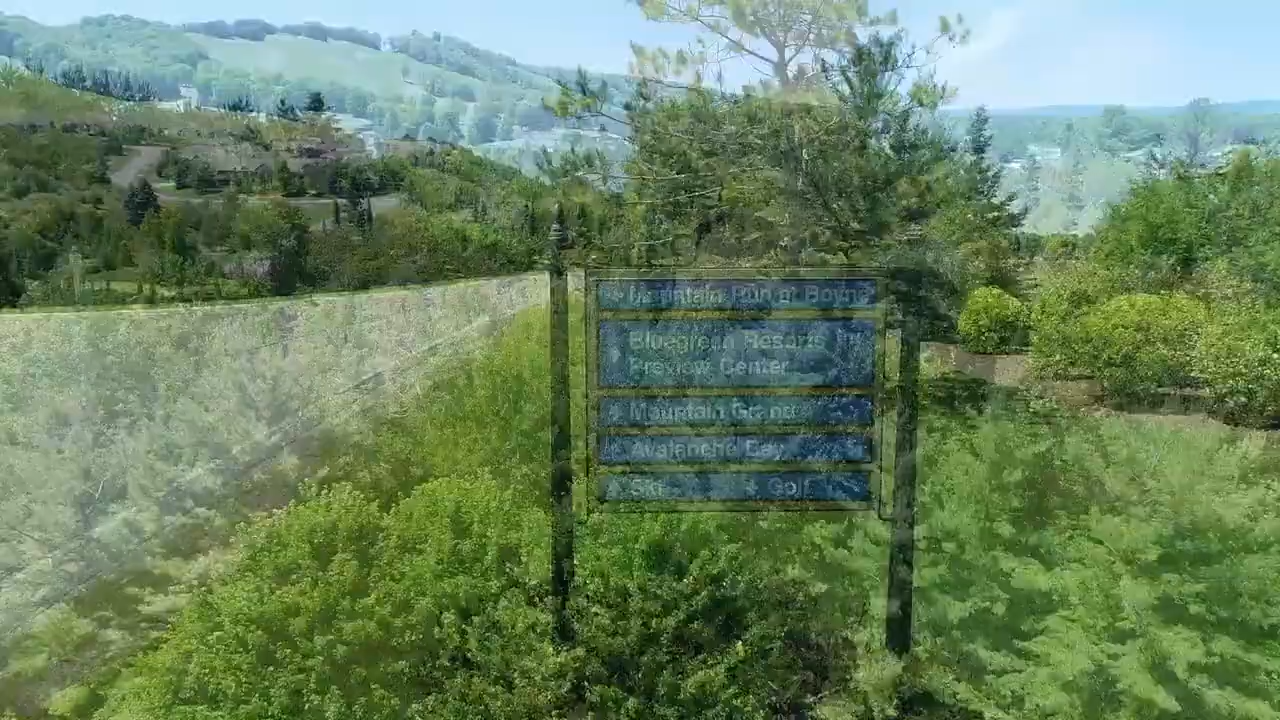 Mountain Run at Boyne
Bluegreen Resorts
Preview Center
Mountain Grand
Avalanche Bay
Ski Golf